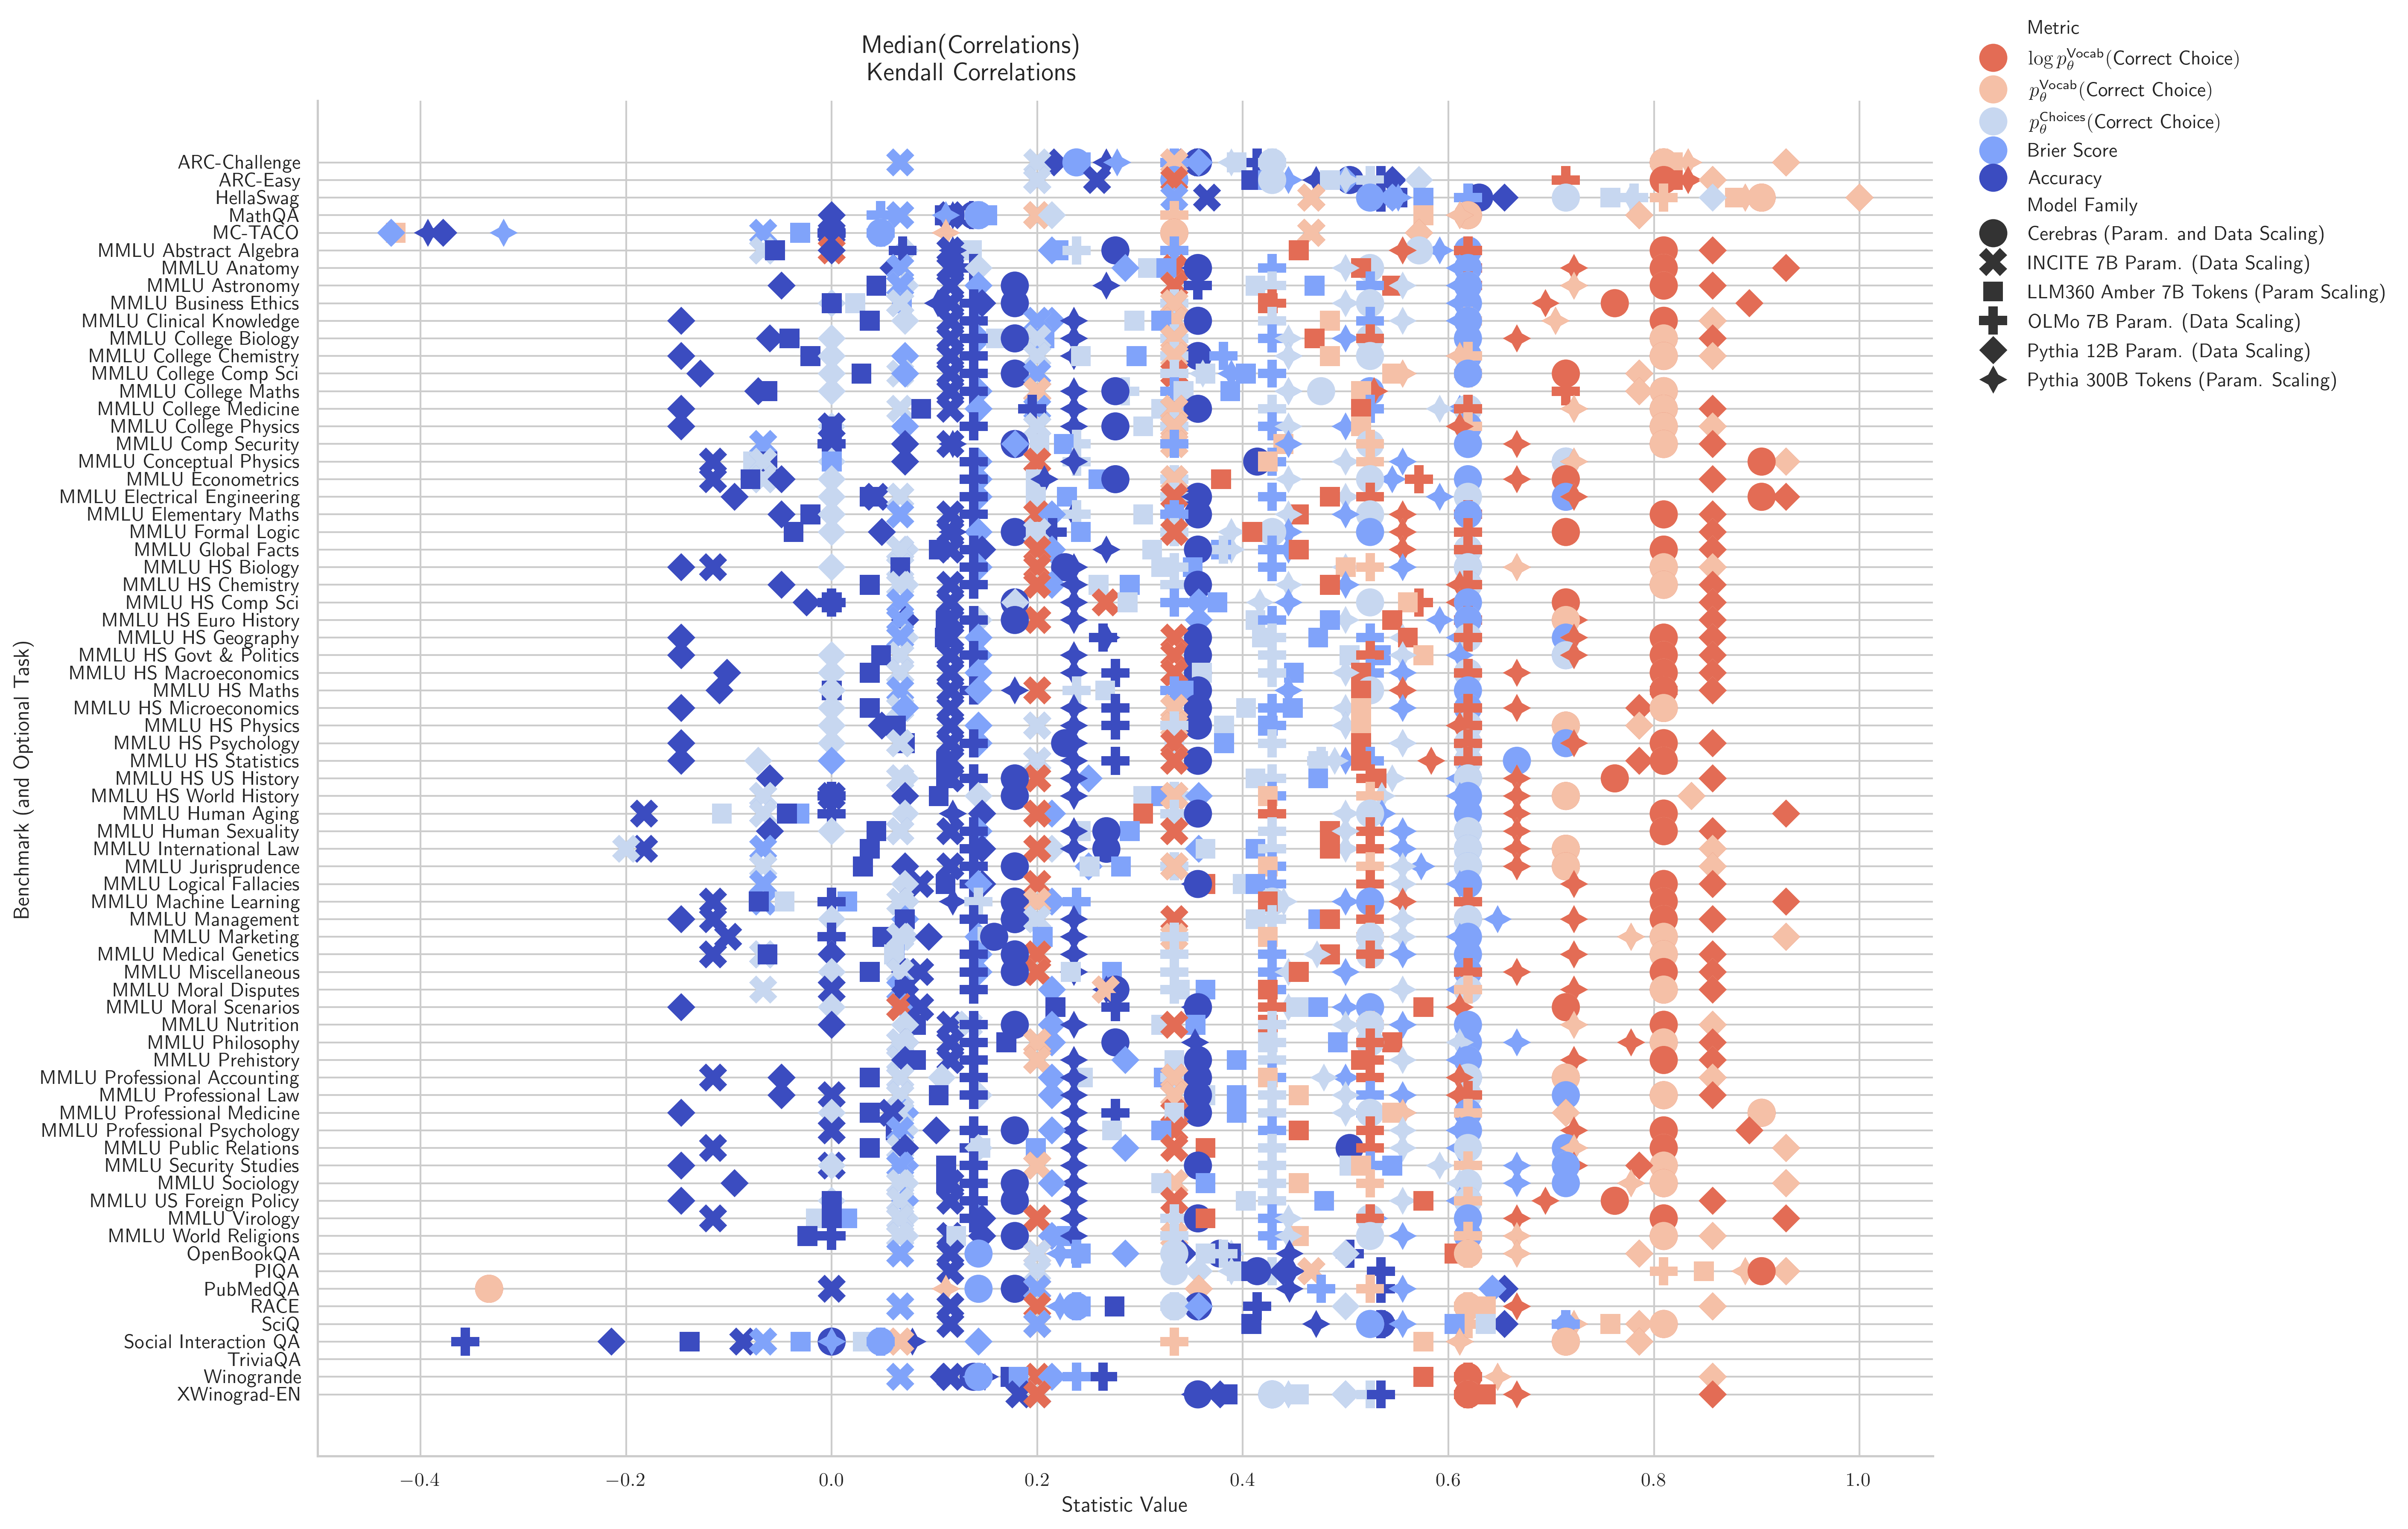 Median(Correlations)
Kendall Correlations
Metric
log p_θ^Vocab(Correct Choice)
p_θ^Vocab(Correct Choice)
p_θ^Choices(Correct Choice)
Brier Score
Accuracy
Model Family
Cerebras (Param. and Data Scaling)
INCITE 7B Param. (Data Scaling)
LLM360 Amber 7B Tokens (Param Scaling)
OLMo 7B Param. (Data Scaling)
Pythia 12B Param. (Data Scaling)
Pythia 300B Tokens (Param. Scaling)
Benchmark (and Optional Task)
ARC-Challenge
ARC-Easy
HellaSwag
MathQA
MC-TACO
MMLU Abstract Algebra
MMLU Anatomy
MMLU Astronomy
MMLU Business Ethics
MMLU Clinical Knowledge
MMLU College Biology
MMLU College Chemistry
MMLU College Comp Sci
MMLU College Maths
MMLU College Medicine
MMLU College Physics
MMLU Comp Security
MMLU Conceptual Physics
MMLU Econometrics
MMLU Electrical Engineering
MMLU Elementary Maths
MMLU Formal Logic
MMLU Global Facts
MMLU HS Biology
MMLU HS Chemistry
MMLU HS Comp Sci
MMLU HS Euro History
MMLU HS Geography
MMLU HS Govt & Politics
MMLU HS Macroeconomics
MMLU HS Maths
MMLU HS Microeconomics
MMLU HS Physics
MMLU HS Psychology
MMLU HS Statistics
MMLU HS US History
MMLU HS World History
MMLU Human Aging
MMLU Human Sexuality
MMLU International Law
MMLU Jurisprudence
MMLU Logical Fallacies
MMLU Machine Learning
MMLU Management
MMLU Marketing
MMLU Medical Genetics
MMLU Miscellaneous
MMLU Moral Disputes
MMLU Moral Scenarios
MMLU Nutrition
MMLU Philosophy
MMLU Prehistory
MMLU Professional Accounting
MMLU Professional Law
MMLU Professional Medicine
MMLU Professional Psychology
MMLU Public Relations
MMLU Security Studies
MMLU Sociology
MMLU US Foreign Policy
MMLU Virology
MMLU World Religions
OpenBookQA
PIQA
PubMedQA
RACE
SciQ
Social Interaction QA
TriviaQA
Winogrande
XWinograd-EN
−0.4 −0.2 0.0 0.2 0.4 0.6 0.8 1.0
Statistic Value